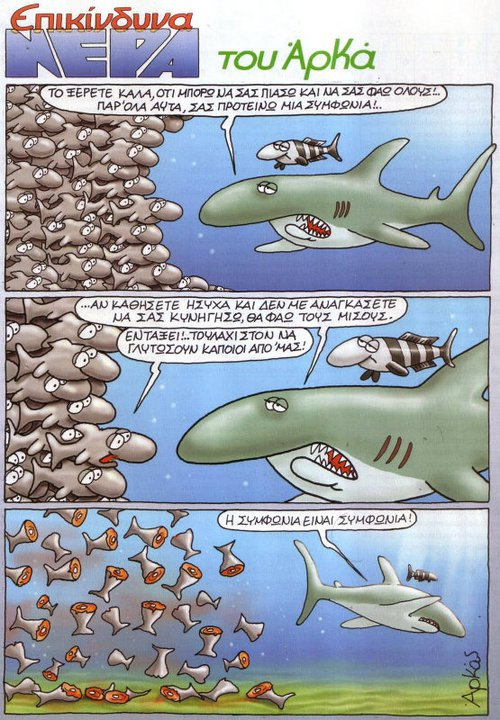 Επικίνδυνα
ΝΕΡΑ
του Αρκά
ΤΟ ΞΕΡΕΤΕ ΚΑΛΑ, ΟΤΙ ΜΠΟΡΩ ΝΑ ΣΑΣ ΠΙΑΣΩ ΚΑΙ ΝΑ ΣΑΣ ΦΑΩ ΟΛΟΥΣ!..
ΠΑΡ'ΟΛΑ ΑΥΤΑ, ΣΑΣ ΠΡΟΤΕΙΝΩ ΜΙΑ ΣΥΜΦΩΝΙΑ!..
...ΑΝ ΚΑΘΗΣΕΤΕ ΗΣΥΧΑ ΚΑΙ ΔΕΝ ΜΕ ΑΝΑΓΚΑΣΕΤΕ
ΝΑ ΣΑΣ ΚΥΝΗΓΗΣΩ, ΘΑ ΦΑΩ ΤΟΥΣ ΜΙΣΟΥΣ.
ΕΝΤΑΞΕΙ!..ΤΟΥΛΑΧΙΣΤΟΝ ΝΑ
ΓΛΥΤΩΣΟΥΝ ΚΑΠΟΙΟΙ ΑΠΟ 'ΜΑΣ!
Η ΣΥΜΦΩΝΙΑ ΕΙΝΑΙ ΣΥΜΦΩΝΙΑ!
Αρκάς